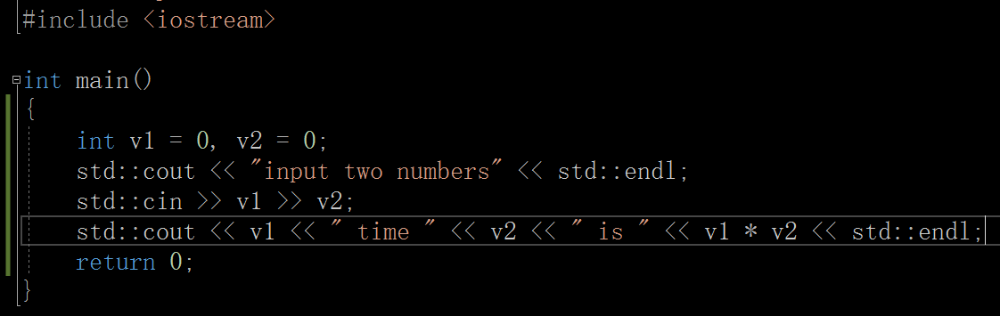 #include <iostream>
int main()
{
int v1 = 0, v2 = 0;
std::cout << "input two numbers" << std::endl;
std::cin >> v1 >> v2;
std::cout << v1 << " time " << v2 << " is " << v1 * v2 << std::endl;
return 0;
}